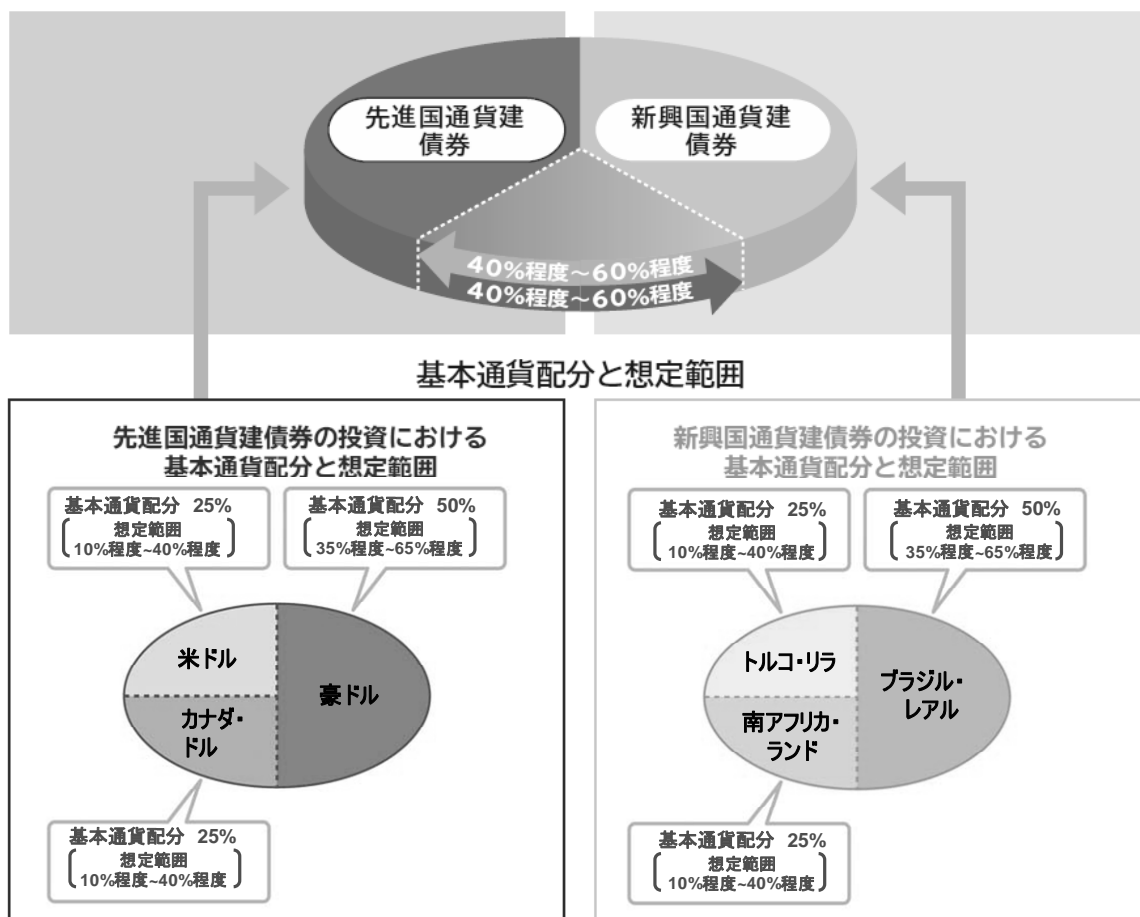 先進国通貨建
債券
新興国通貨建
債券
40%程度～60%程度
40%程度～60%程度
基本通貨配分と想定範囲
先進国通貨建債券の投資における
基本通貨配分と想定範囲
基本通貨配分 25%
想定範囲
10%程度~40%程度
基本通貨配分 50%
想定範囲
35%程度~65%程度
米ドル
豪ドル
カナダ・
ドル
基本通貨配分 25%
想定範囲
10%程度~40%程度
新興国通貨建債券の投資における
基本通貨配分と想定範囲
基本通貨配分 25%
想定範囲
10%程度~40%程度
基本通貨配分 50%
想定範囲
35%程度~65%程度
トルコ・リラ
ブラジル・
レアル
南アフリカ・
ランド
基本通貨配分 25%
想定範囲
10%程度~40%程度